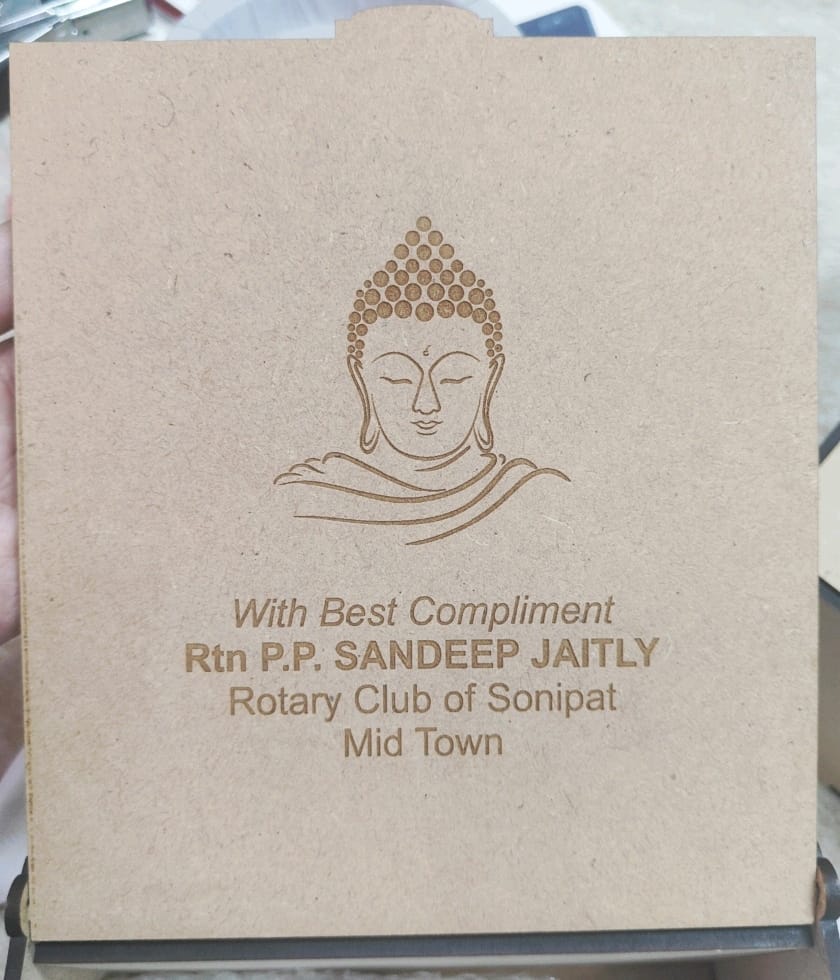 With Best Compliment
Rtn P.P. SANDEEP JAITLY
Rotary Club of Sonipat
Mid Town